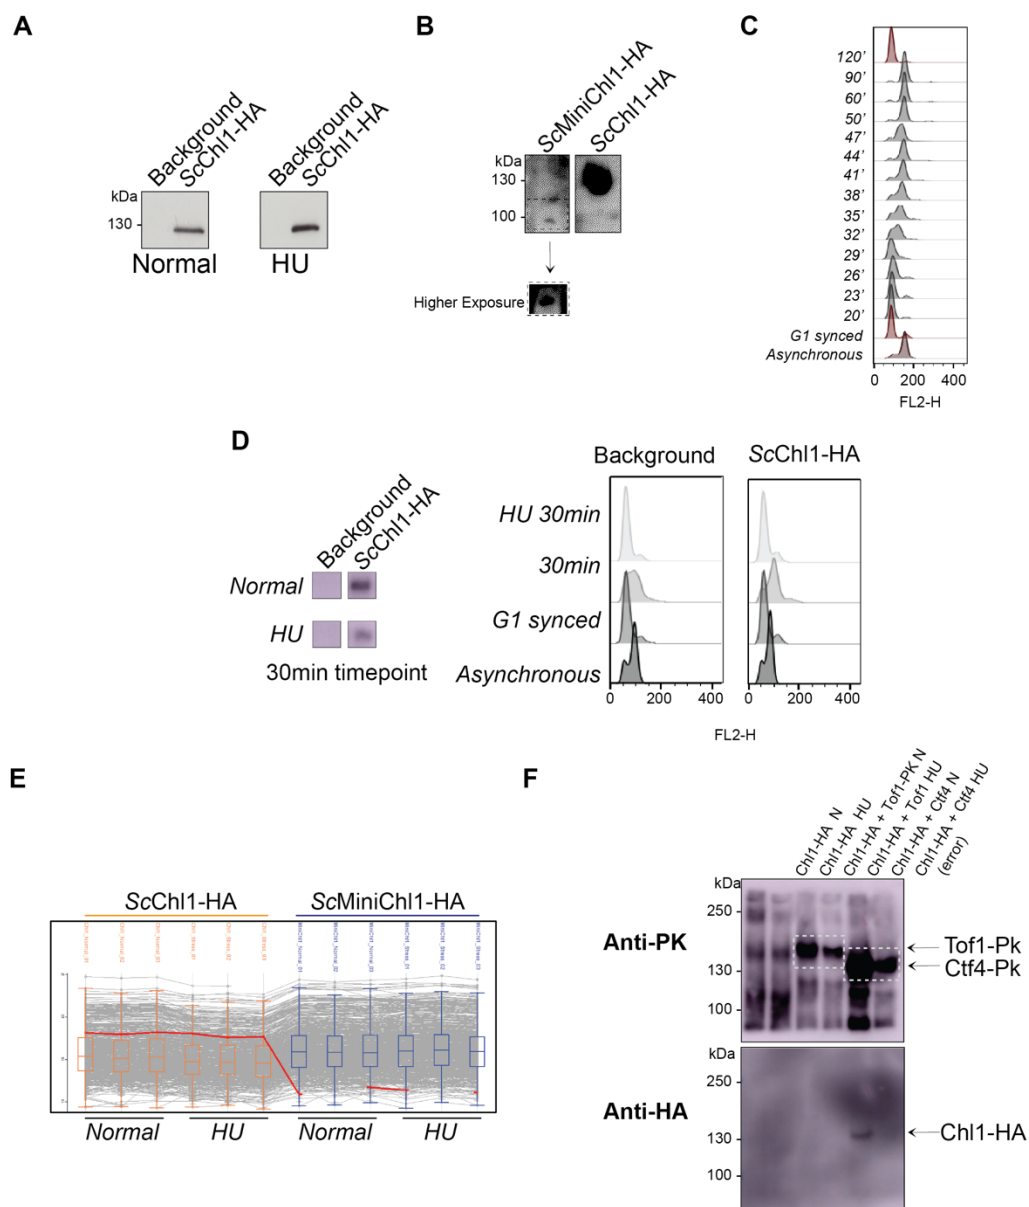 A
Background
ScChl1-HA
Background
ScChl1-HA
kDa
130
Normal
HU
B
ScMiniChl1-HA
ScChl1-HA
kDa
130
100
Higher Exposure
C
120'
90'
60'
50'
47'
44'
41'
38'
35'
32'
29'
26'
23'
20'
G1 synced
Asynchronous
0 200 400
FL2-H
D
Background
ScChl1-HA
Normal
HU
30min timepoint
Background
ScChl1-HA
HU 30min
30min
G1 synced
Asynchronous
0 200 400
0 200 400
FL2-H
E
ScChl1-HA
ScMiniChl1-HA
Normal
HU
Normal
HU
F
Chl1-HA N
Chl1-HA HU
Chl1-HA + Tof1-PK N
Chl1-HA + Tof1 HU
Chl1-HA + Ctf4 N
Chl1-HA + Ctf4 HU
(error)
kDa
250
130
100
Anti-PK
Tof1-Pk
Ctf4-Pk
kDa
250
130
100
Anti-HA
Chl1-HA